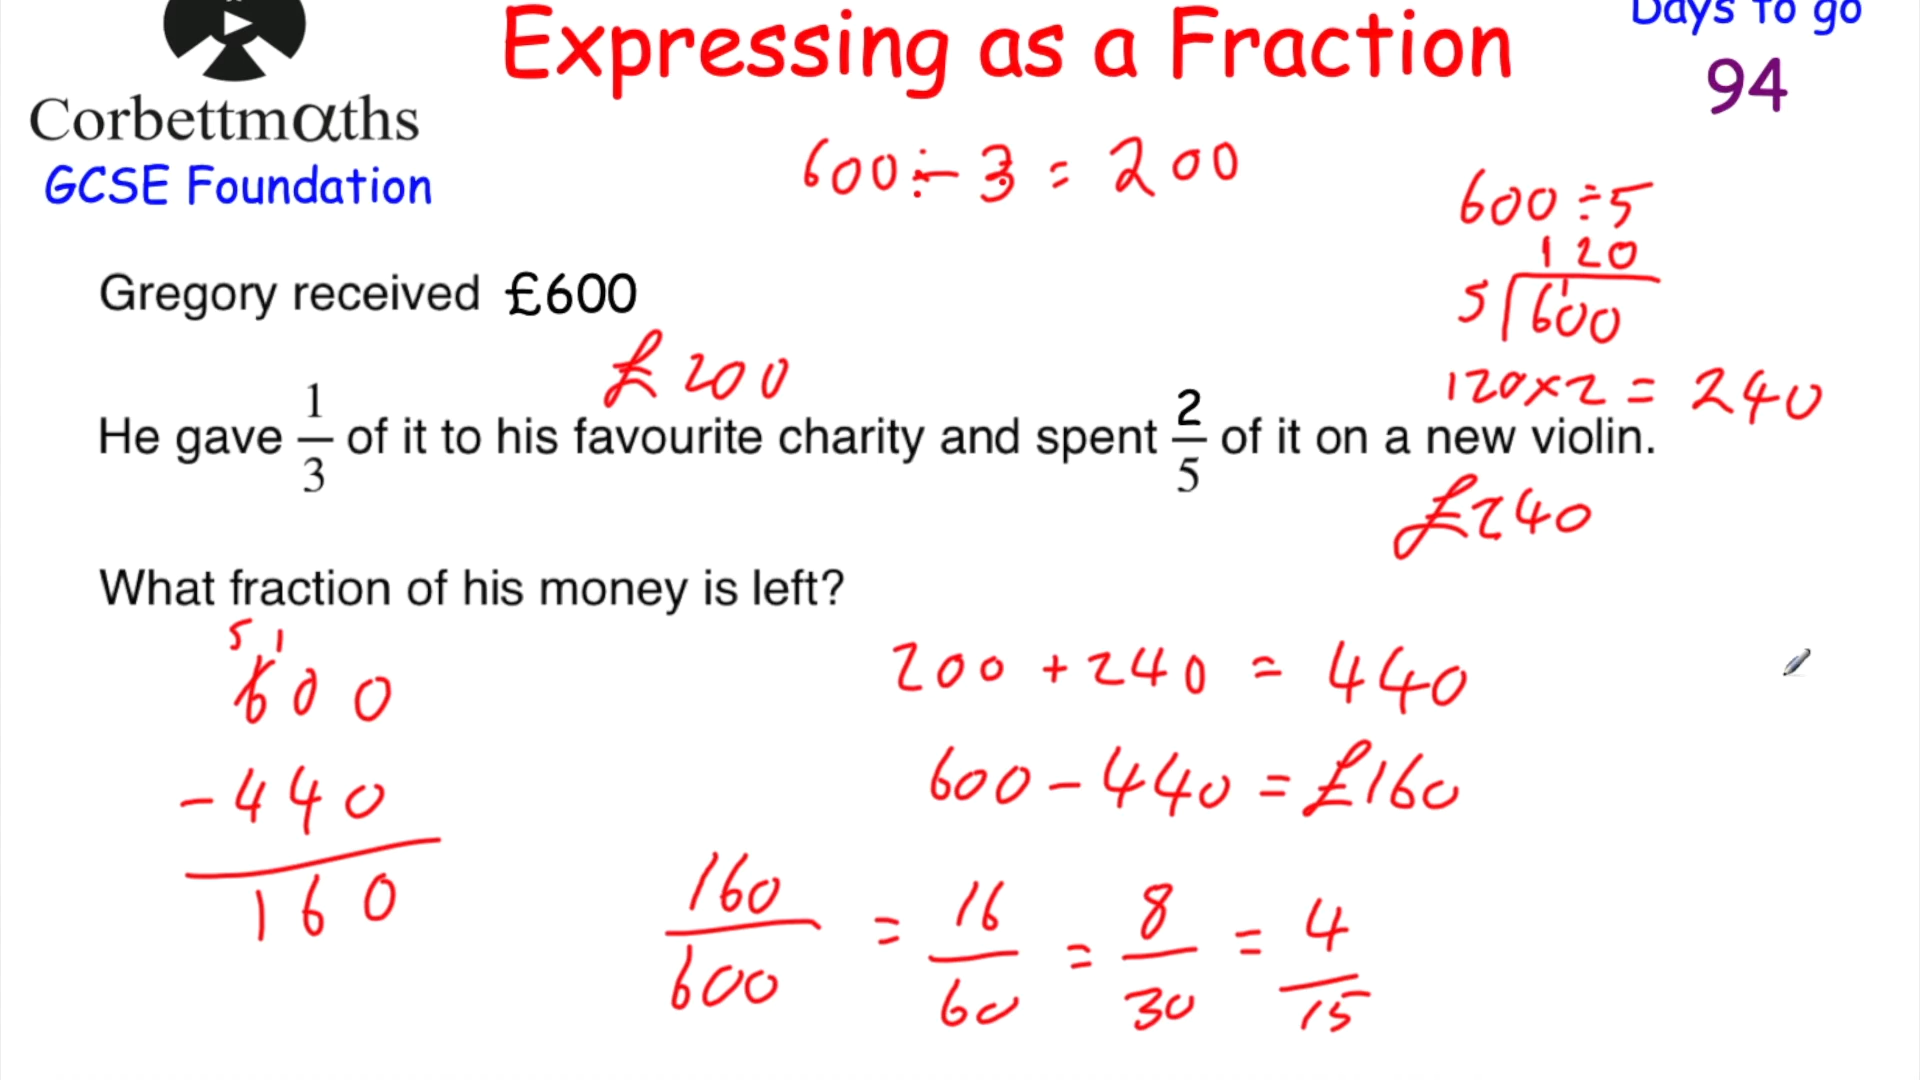 Expressing as a Fraction
Days to go
94
Corbettmαths
GCSE Foundation
600 ÷ 3 = 200
600 ÷ 5
120
5 600
1
120 × 2 = 240
Gregory received £600
£200
He gave 1/3 of it to his favourite charity and spent 2/5 of it on a new violin.
£240
What fraction of his money is left?
5 1
600
- 440
160
200 + 240 = 440
600 - 440 = £160
160/600 = 16/60 = 8/30 = 4/15